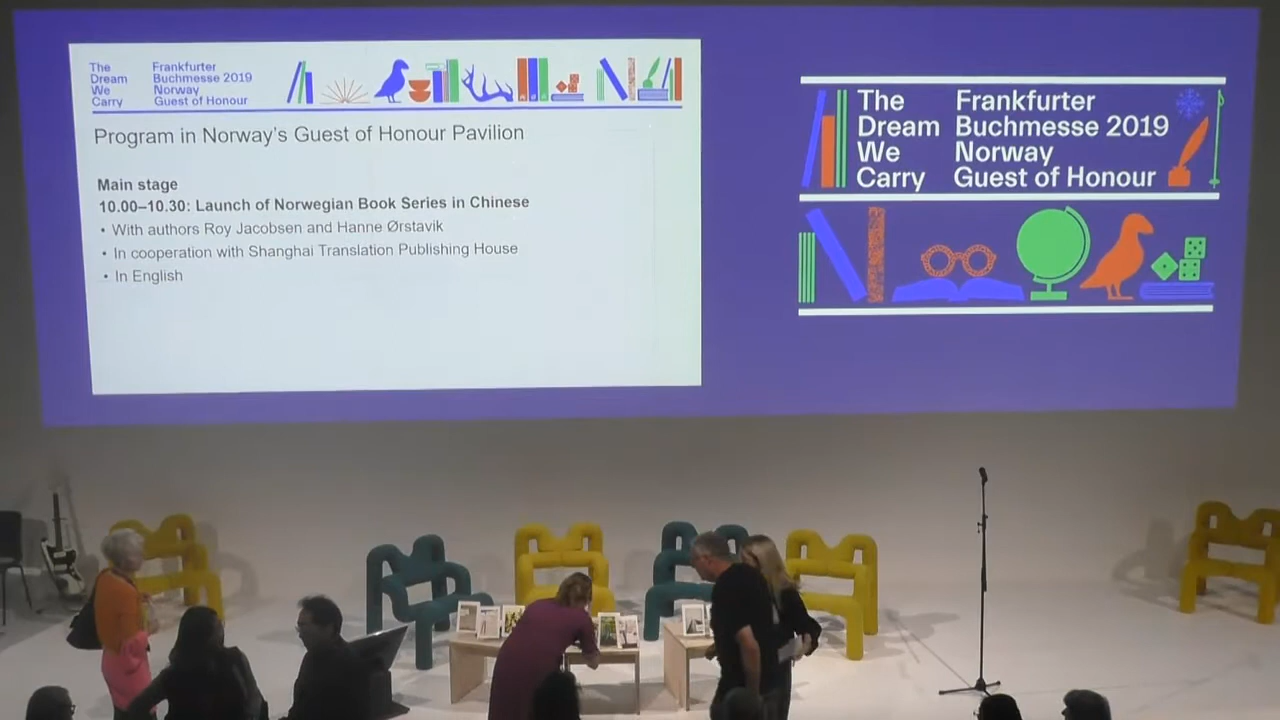 The
Dream
We
Carry
Frankfurter
Buchmesse 2019
Norway
Guest of Honour
Program in Norway's Guest of Honour Pavilion
Main stage
10.00–10.30: Launch of Norwegian Book Series in Chinese
• With authors Roy Jacobsen and Hanne Ørstavik
• In cooperation with Shanghai Translation Publishing House
• In English
The
Dream
We
Carry
Frankfurter
Buchmesse 2019
Norway
Guest of Honour